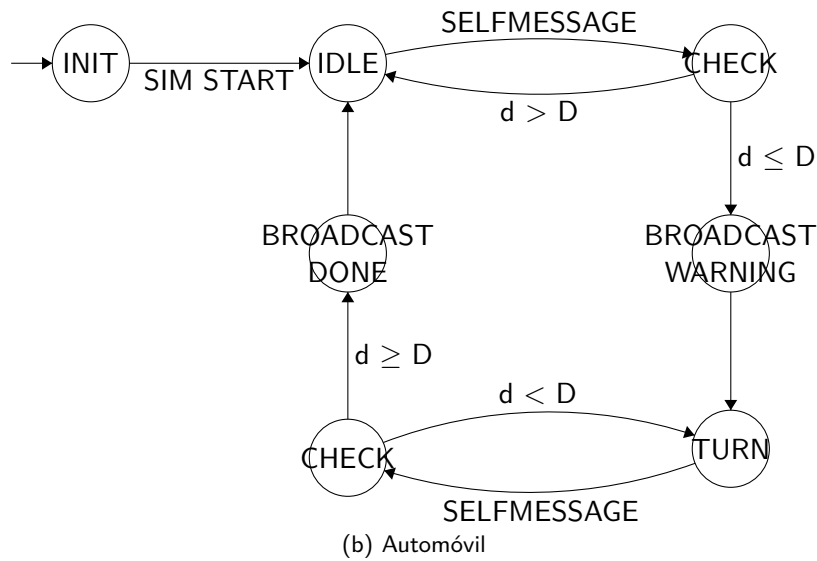 SELFMESSAGE
INIT
SIM START
IDLE
CHECK
d > D
d ≤ D
BROADCAST
DONE
BROADCAST
WARNING
d ≥ D
d < D
CHECK
TURN
SELFMESSAGE
(b) Automóvil